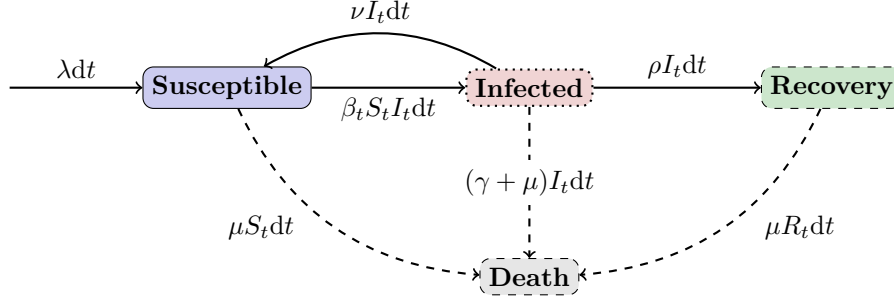 νI_t dt
λdt
Susceptible
β_t S_t I_t dt
Infected
ρI_t dt
Recovery
(γ + μ)I_t dt
μS_t dt
μR_t dt
Death